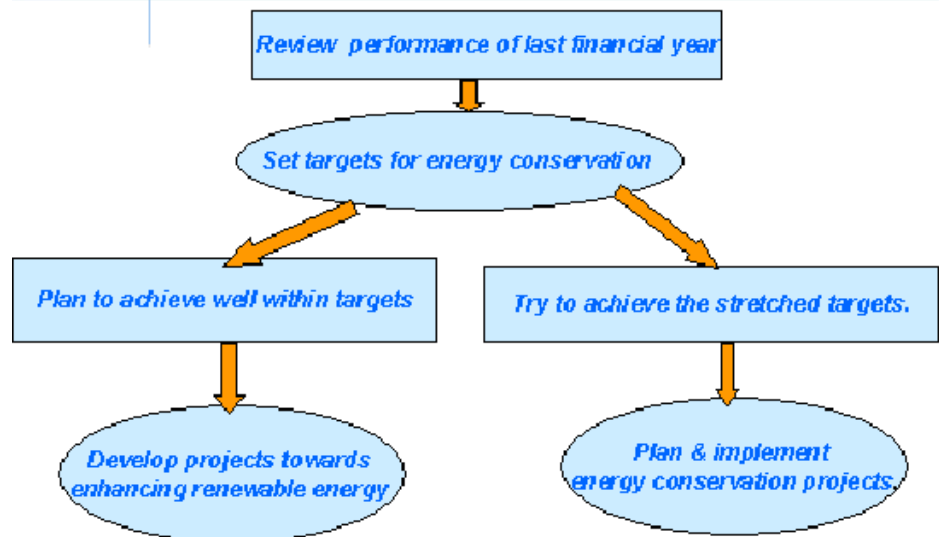 Review performance of last financial year
Set targets for energy conservation
Plan to achieve well within targets
Try to achieve the stretched targets.
Develop projects towards
enhancing renewable energy
Plan & implement
energy conservation projects.